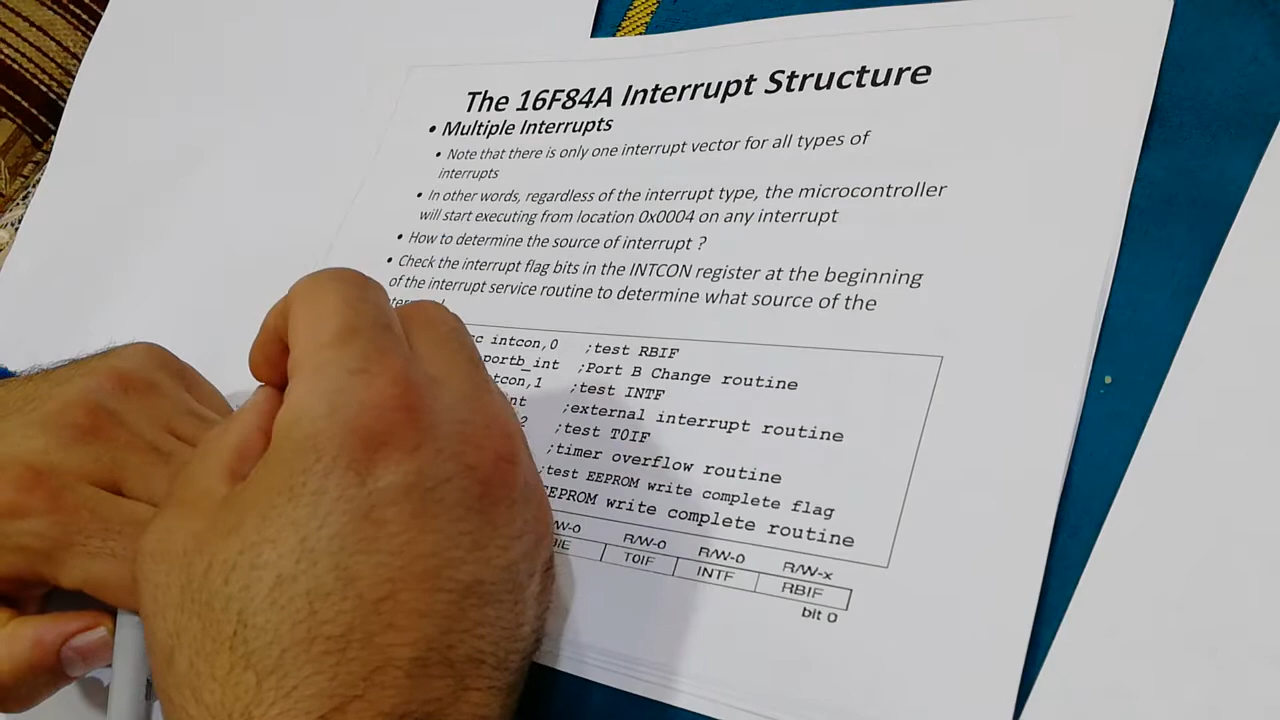 The 16F84A Interrupt Structure
• Multiple Interrupts
• Note that there is only one interrupt vector for all types of
interrupts
• In other words, regardless of the interrupt type, the microcontroller
will start executing from location 0x0004 on any interrupt
• How to determine the source of interrupt ?
• Check the interrupt flag bits in the INTCON register at the beginning
of the interrupt service routine to determine what source of the
intcon,0 ;test RBIF
portb_int ;Port B Change routine
;test INTF
;external interrupt routine
;test T0IF
;timer overflow routine
;test EEPROM write complete flag
EEPROM write complete routine
R/W-0 R/W-0 R/W-x
T0IF INTF RBIF
bit 0